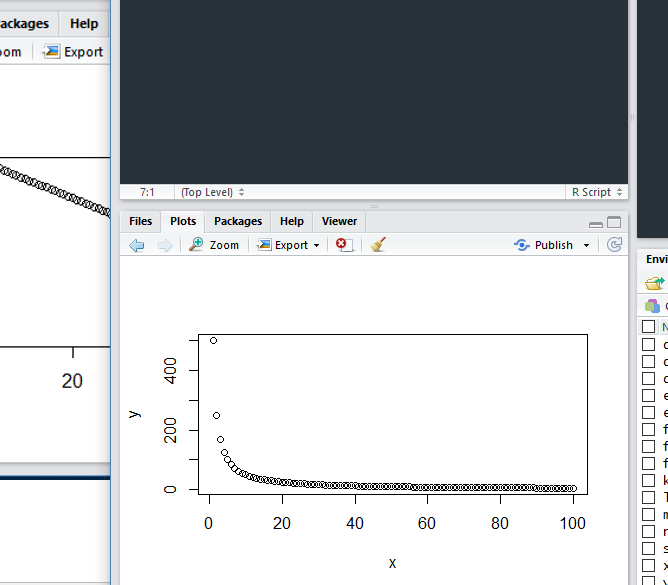 ackages Help
oom Export
20
7:1 (Top Level) R Script
Files Plots Packages Help Viewer
Zoom Export Publish
400
200
0
y
0 20 40 60 80 100
x
Envi
N
c
c
c
e
e
f
f
f
k
m
r
s
x